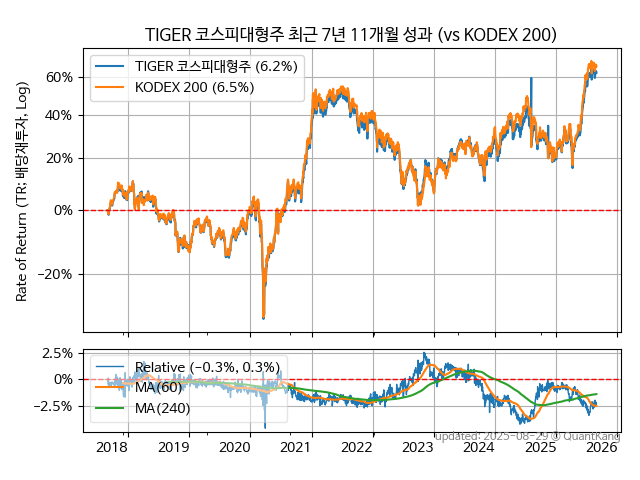 TIGER 코스피대형주 최근 7년 11개월 성과 (vs KODEX 200)
Rate of Return (TR: 배당재투자, Log)
60%
40%
20%
0%
−20%
TIGER 코스피대형주 (6.2%)
KODEX 200 (6.5%)
2.5%
0%
−2.5%
Relative (−0.3%, 0.3%)
MA(60)
MA(240)
2018 2019 2020 2021 2022 2023 2024 2025 2026
updated: 2025-08-29 @ QuantKang